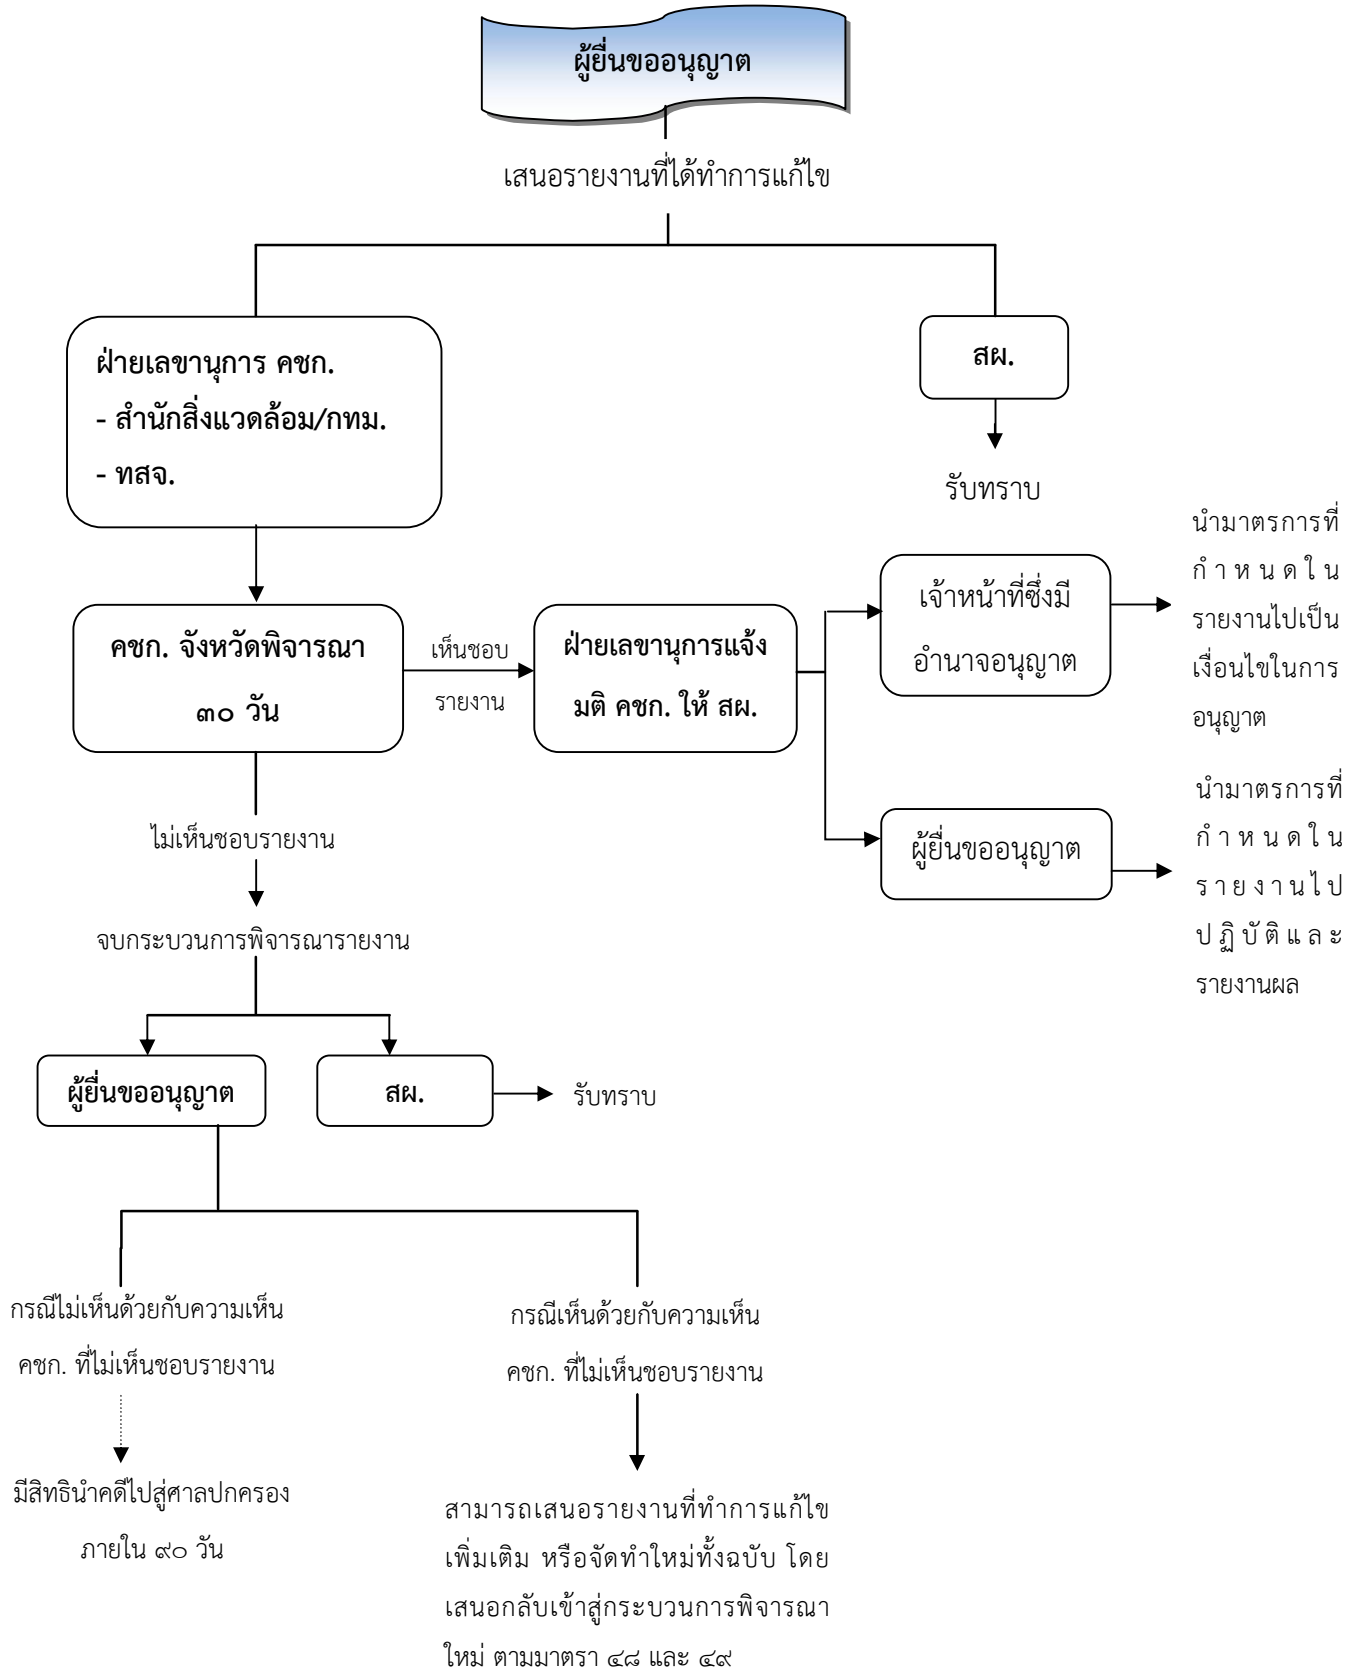 ผู้ยื่นขออนุญาต
เสนอรายงานที่ได้ทำการแก้ไข
ฝ่ายเลขานุการ คชก.
- สำนักสิ่งแวดล้อม/กทม.
- ทสจ.
สผ.
รับทราบ
คชก. จังหวัดพิจารณา
๓๐ วัน
เห็นชอบ
รายงาน
ฝ่ายเลขานุการแจ้ง
มติ คชก. ให้ สผ.
เจ้าหน้าที่ซึ่งมี
อำนาจอนุญาต
นำมาตรการที่
กำหนดใน
รายงานไปเป็น
เงื่อนไขในการ
อนุญาต
ผู้ยื่นขออนุญาต
นำมาตรการที่
กำหนดใน
รายงานไป
ปฏิบัติและ
รายงานผล
ไม่เห็นชอบรายงาน
จบกระบวนการพิจารณารายงาน
ผู้ยื่นขออนุญาต
สผ.
รับทราบ
กรณีไม่เห็นด้วยกับความเห็น
คชก. ที่ไม่เห็นชอบรายงาน
มีสิทธินำคดีไปสู่ศาลปกครอง
ภายใน ๙๐ วัน
กรณีเห็นด้วยกับความเห็น
คชก. ที่ไม่เห็นชอบรายงาน
สามารถเสนอรายงานที่ทำการแก้ไข
เพิ่มเติม หรือจัดทำใหม่ทั้งฉบับ โดย
เสนอกลับเข้าสู่กระบวนการพิจารณา
ใหม่ ตามมาตรา ๔๘ และ ๔๙